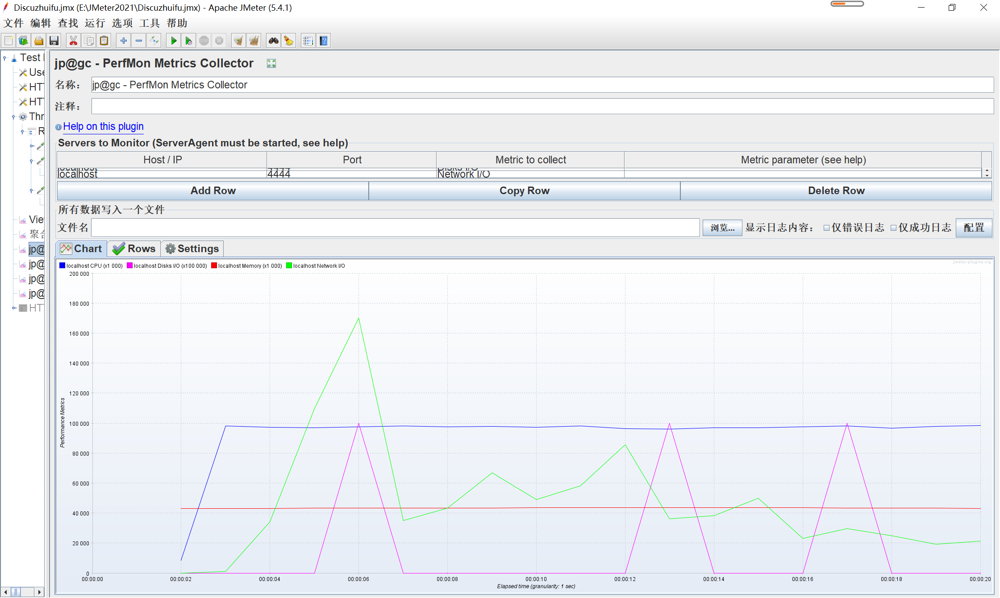 Discuzhuifu.jmx (E:\JMeter2021\Discuzhuifu.jmx) - Apache JMeter (5.4.1)
文件 编辑 查找 运行 选项 工具 帮助
Test
Use
HT
HT
Thr
R
Vie
聚合
jp@
jp@
jp@
jp@
HT
jp@gc - PerfMon Metrics Collector
名称： jp@gc - PerfMon Metrics Collector
注释：
Help on this plugin
Servers to Monitor (ServerAgent must be started, see help)
Host / IP Port Metric to collect Metric parameter (see help)
localhost 4444 Disks I/O
localhost 4444 Network I/O
Add Row Copy Row Delete Row
所有数据写入一个文件
文件名 浏览... 显示日志内容： 仅错误日志 仅成功日志 配置
Chart Rows Settings
localhost CPU (x1 000) localhost Disks I/O (x100 000) localhost Memory (x1 000) localhost Network I/O
jmeter-plugins.org
200 000
180 000
160 000
140 000
120 000
100 000
80 000
60 000
40 000
20 000
0
Performance Metrics
00:00:00 00:00:02 00:00:04 00:00:06 00:00:08 00:00:10 00:00:12 00:00:14 00:00:16 00:00:18 00:00:20
Elapsed time (granularity: 1 sec)